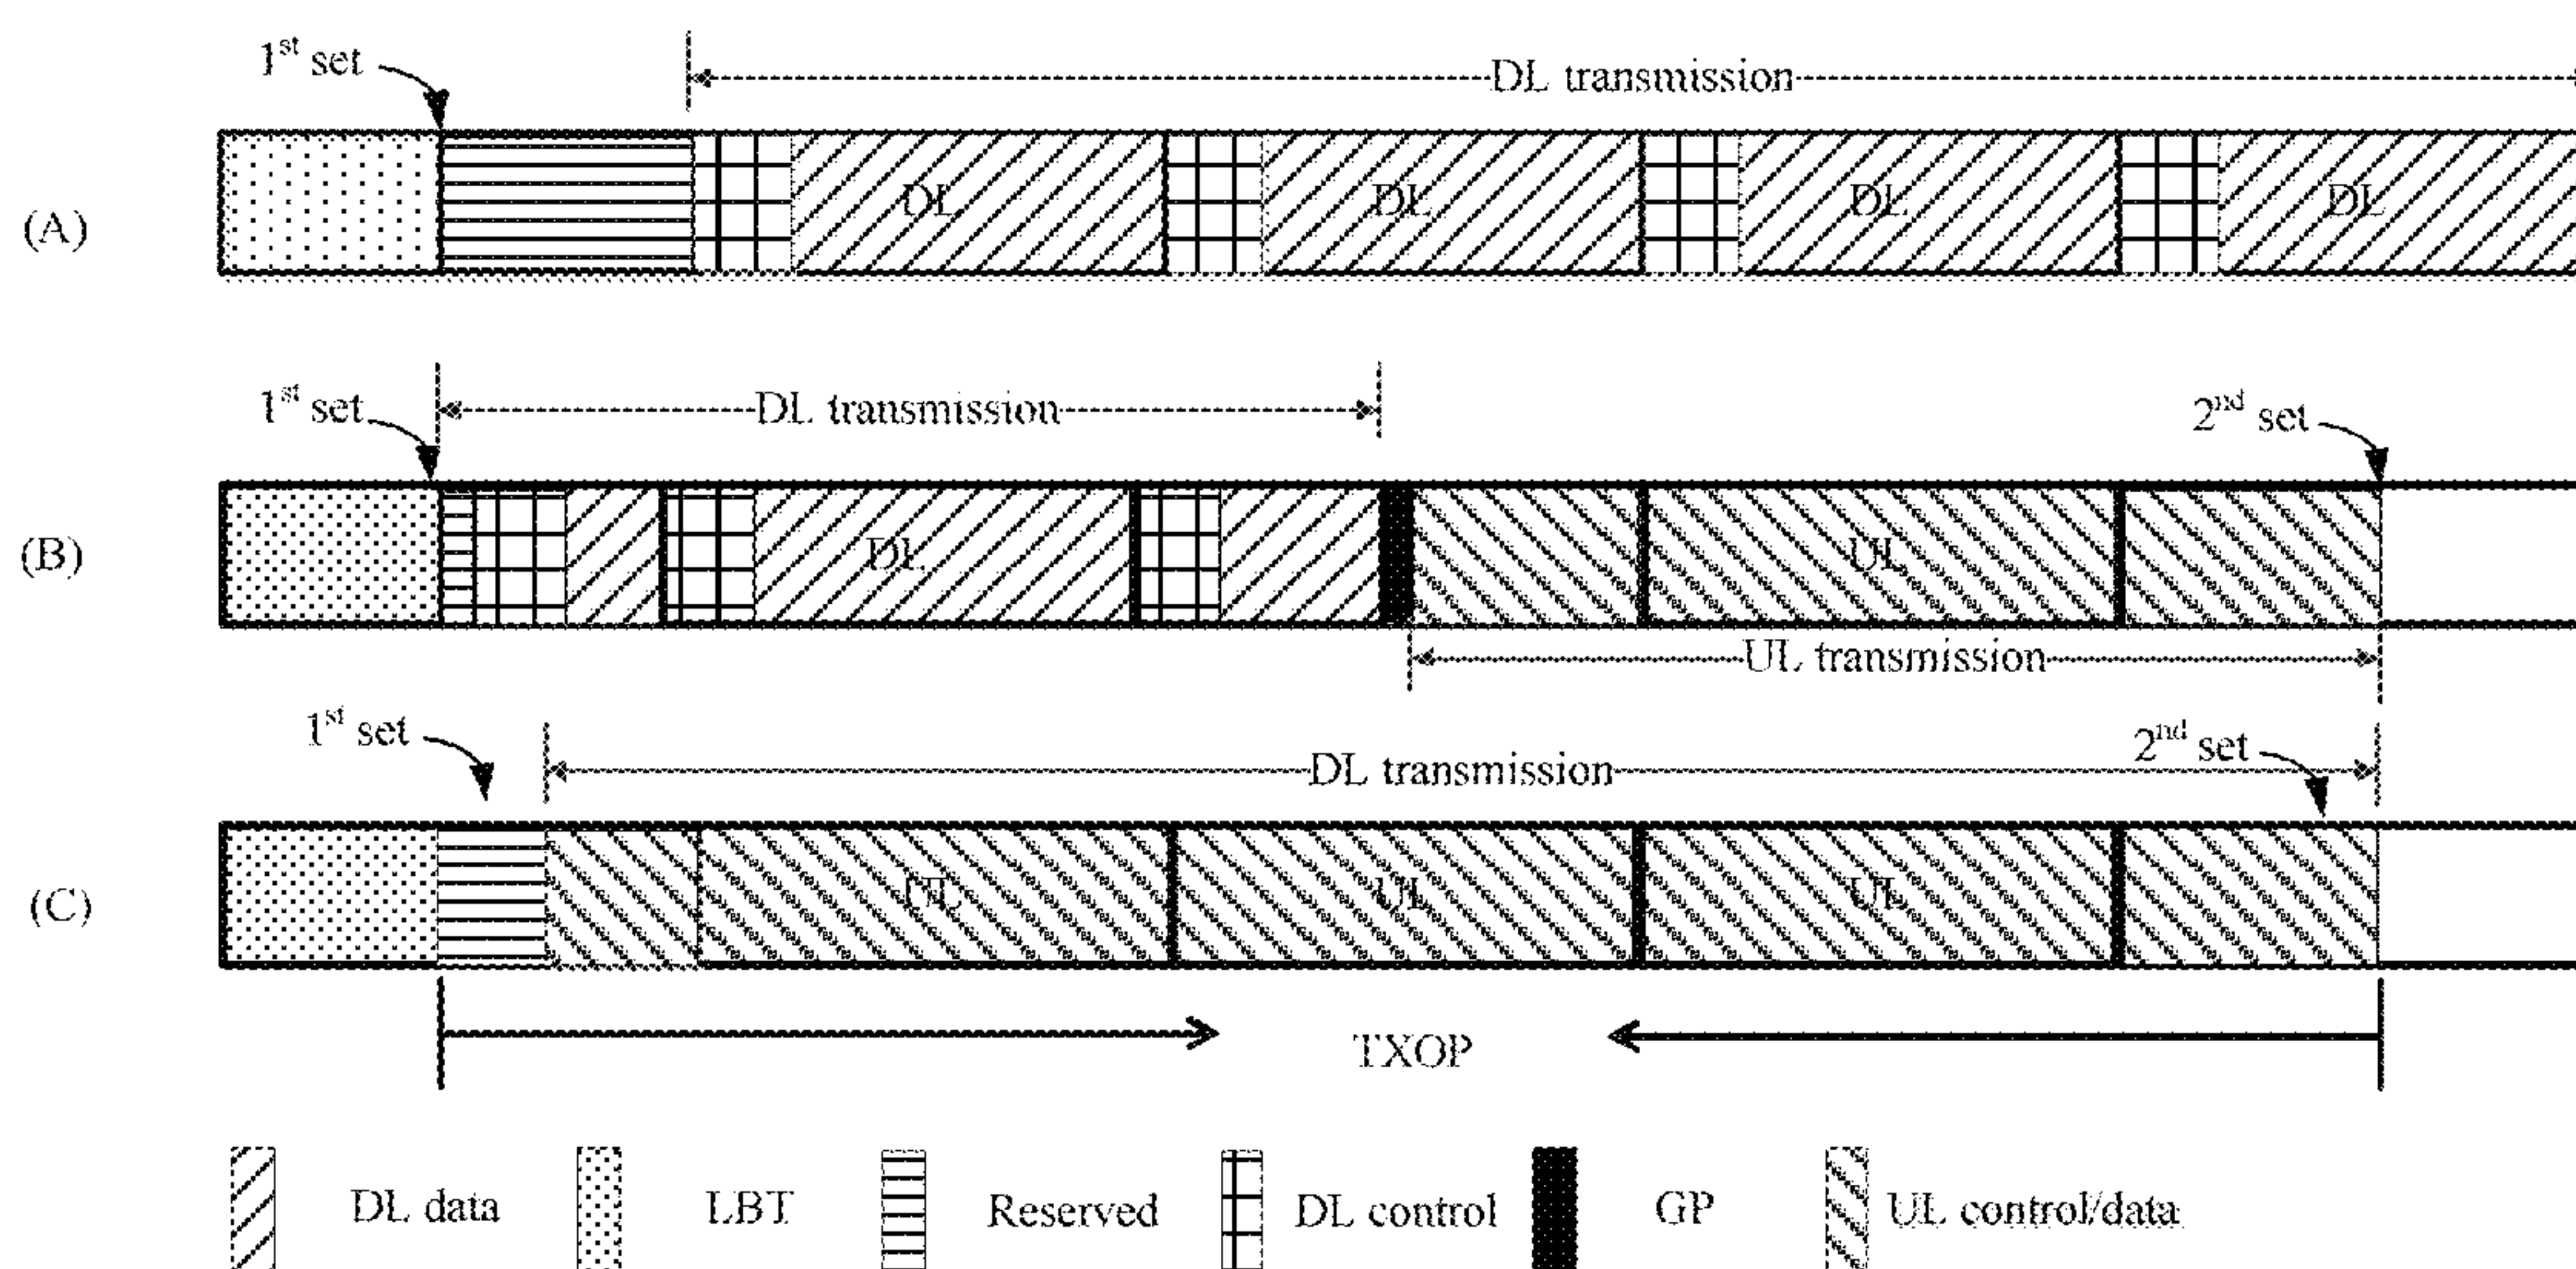 1st set
DL transmission
(A)
DL
DL
DL
DL
1st set
DL transmission
2nd set
(B)
DL
UL
UL transmission
1st set
DL transmission
2nd set
(C)
UL
UL
TXOP
DL data
LBT
Reserved
DL control
GP
UL control/data